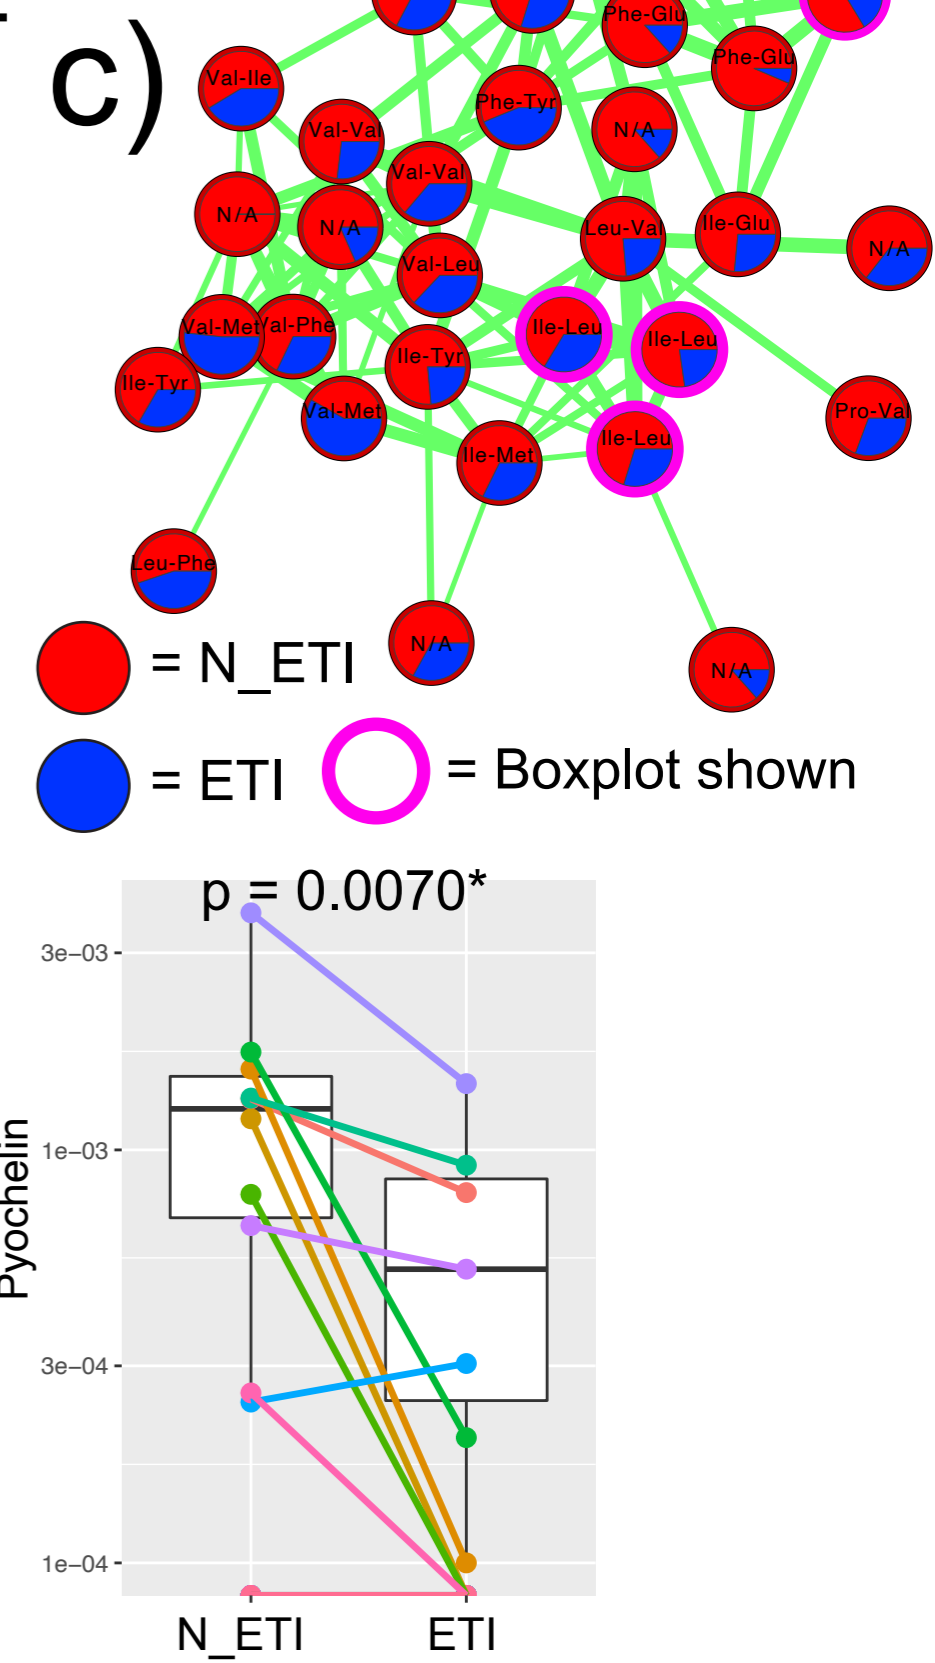 c)
Phe-Glu
Phe-Glu
Val-Ile
Phe-Tyr
Val-Val
N/A
Val-Val
N/A
N/A
Leu-Val
Ile-Glu
N/A
Val-Leu
Val-Met
Val-Phe
Ile-Leu
Ile-Leu
Ile-Tyr
Ile-Tyr
Val-Met
Pro-Val
Ile-Leu
Ile-Met
Leu-Phe
N/A
N/A
= N_ETI
= ETI
= Boxplot shown
p = 0.0070*
3e-03
1e-03
Pyochelin
3e-04
1e-04
N_ETI
ETI